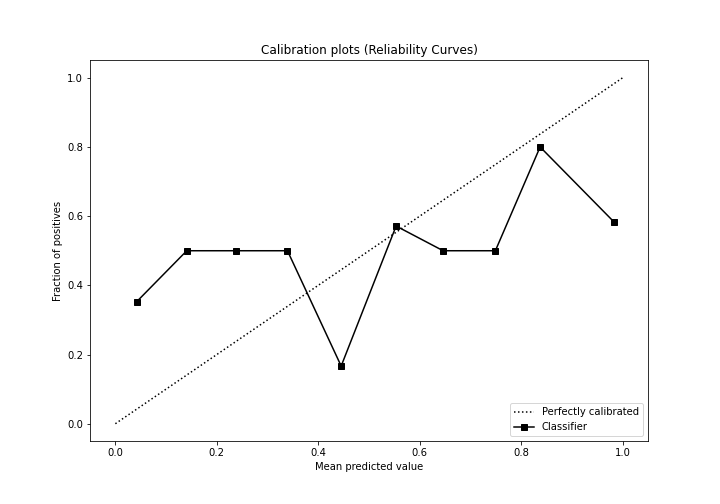 Calibration plots (Reliability Curves)
1.0
0.8
0.6
0.4
0.2
0.0
Fraction of positives
0.0 0.2 0.4 0.6 0.8 1.0
Mean predicted value
Perfectly calibrated
Classifier